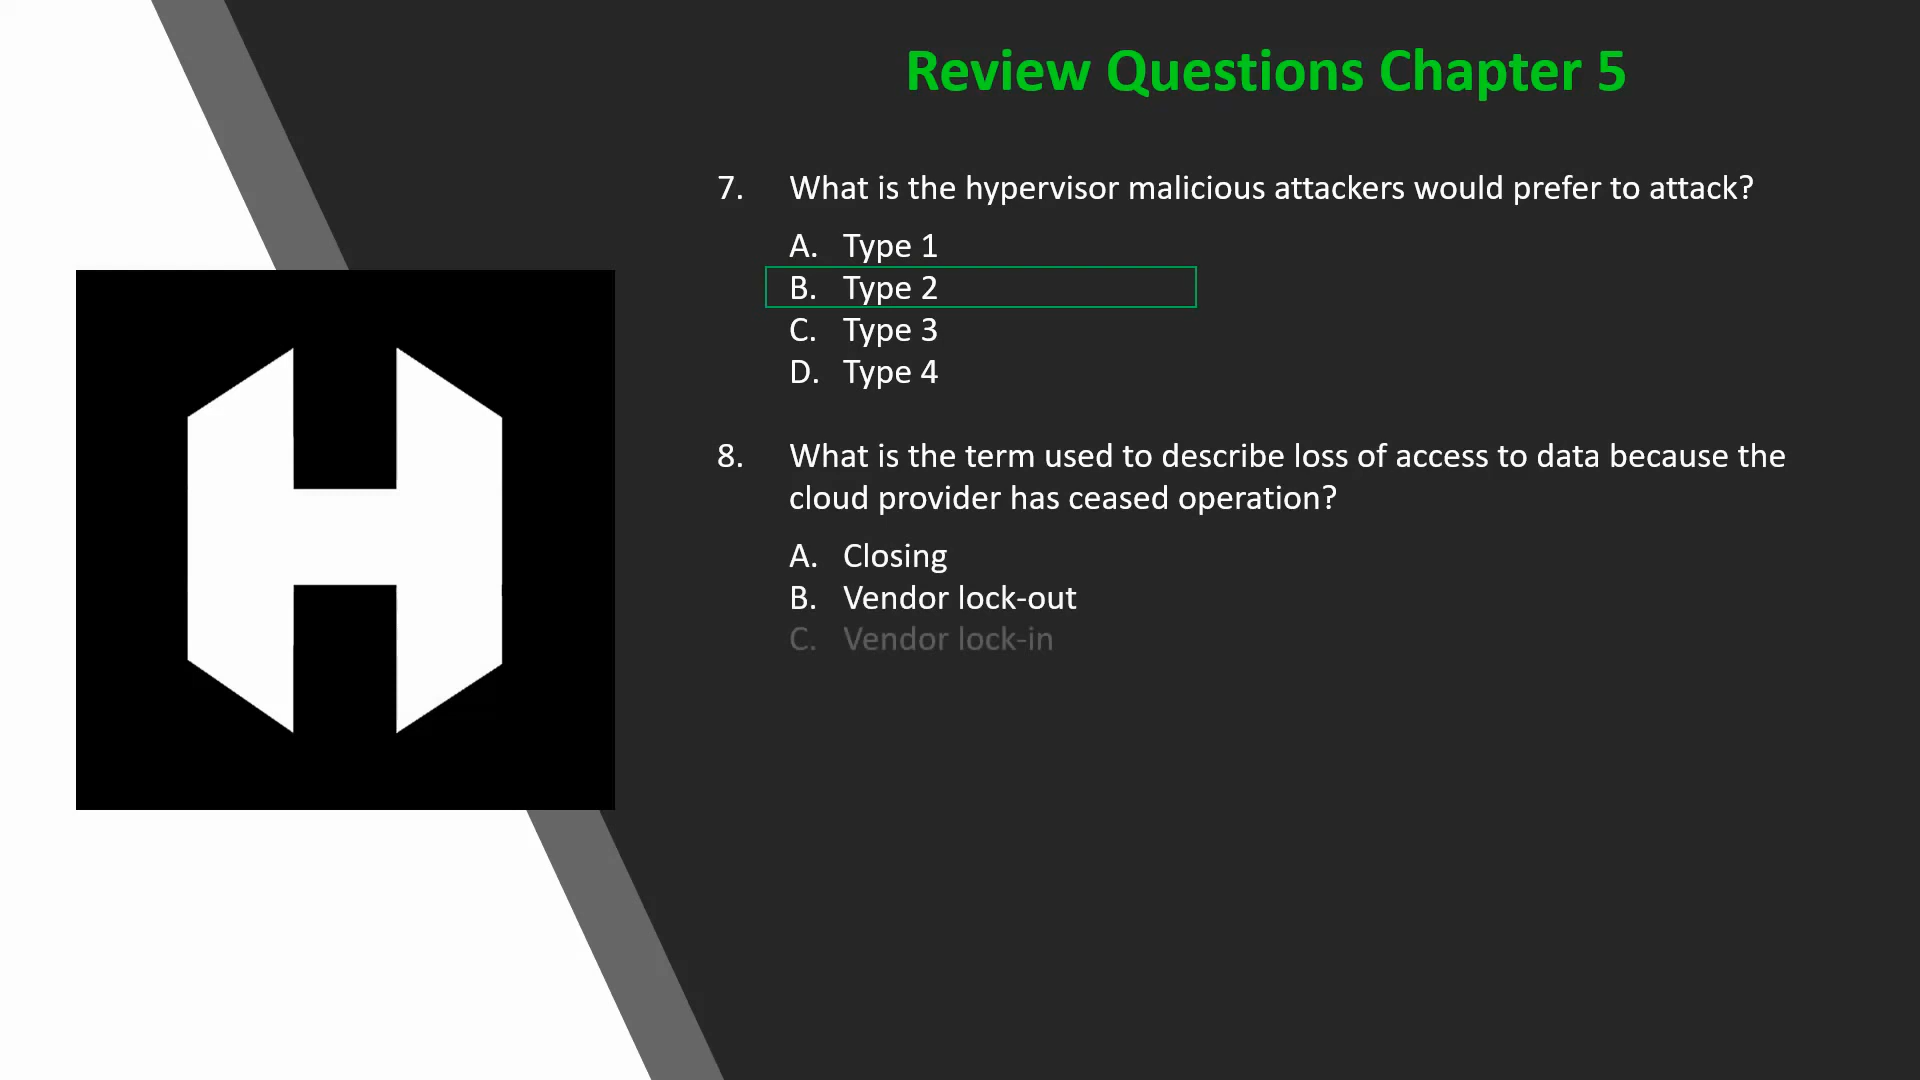 Review Questions Chapter 5
7. What is the hypervisor malicious attackers would prefer to attack?
A. Type 1
B. Type 2
C. Type 3
D. Type 4
8. What is the term used to describe loss of access to data because the
cloud provider has ceased operation?
A. Closing
B. Vendor lock-out
C. Vendor lock-in